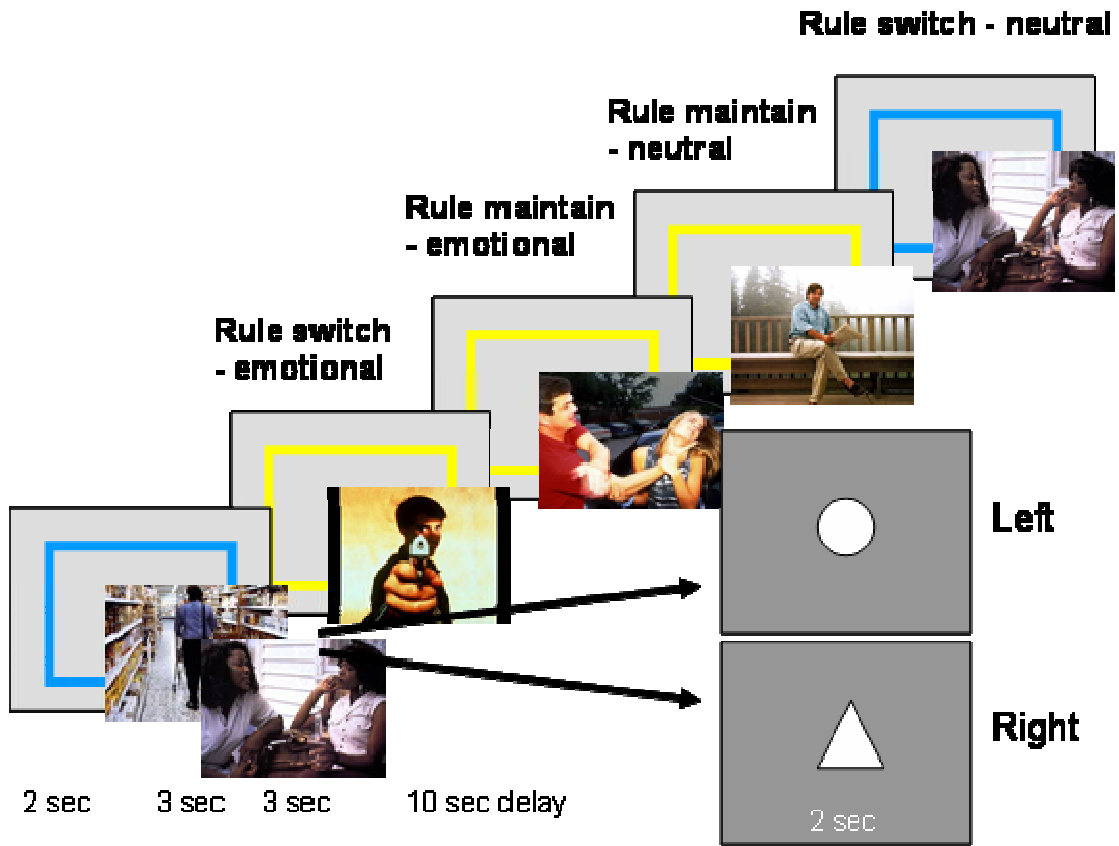 Rule switch - neutral
Rule maintain
- neutral
Rule maintain
- emotional
Rule switch
- emotional
Left
Right
2 sec
3 sec
3 sec
10 sec delay
2 sec